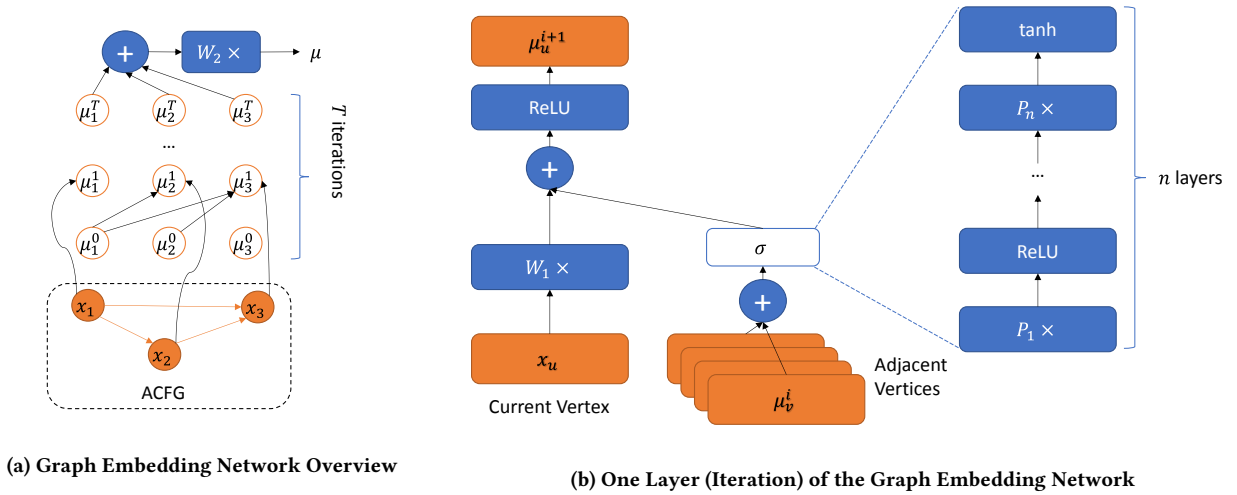 +
W₂ ×
μ
μ₁ᵀ
μ₂ᵀ
μ₃ᵀ
T iterations
...
μ₁¹
μ₂¹
μ₃¹
μ₁⁰
μ₂⁰
μ₃⁰
x₁
x₃
x₂
ACFG
(a) Graph Embedding Network Overview
μᵤⁱ⁺¹
ReLU
+
W₁ ×
xᵤ
Current Vertex
σ
+
μᵥⁱ
Adjacent
Vertices
tanh
Pₙ ×
...
ReLU
P₁ ×
n layers
(b) One Layer (Iteration) of the Graph Embedding Network